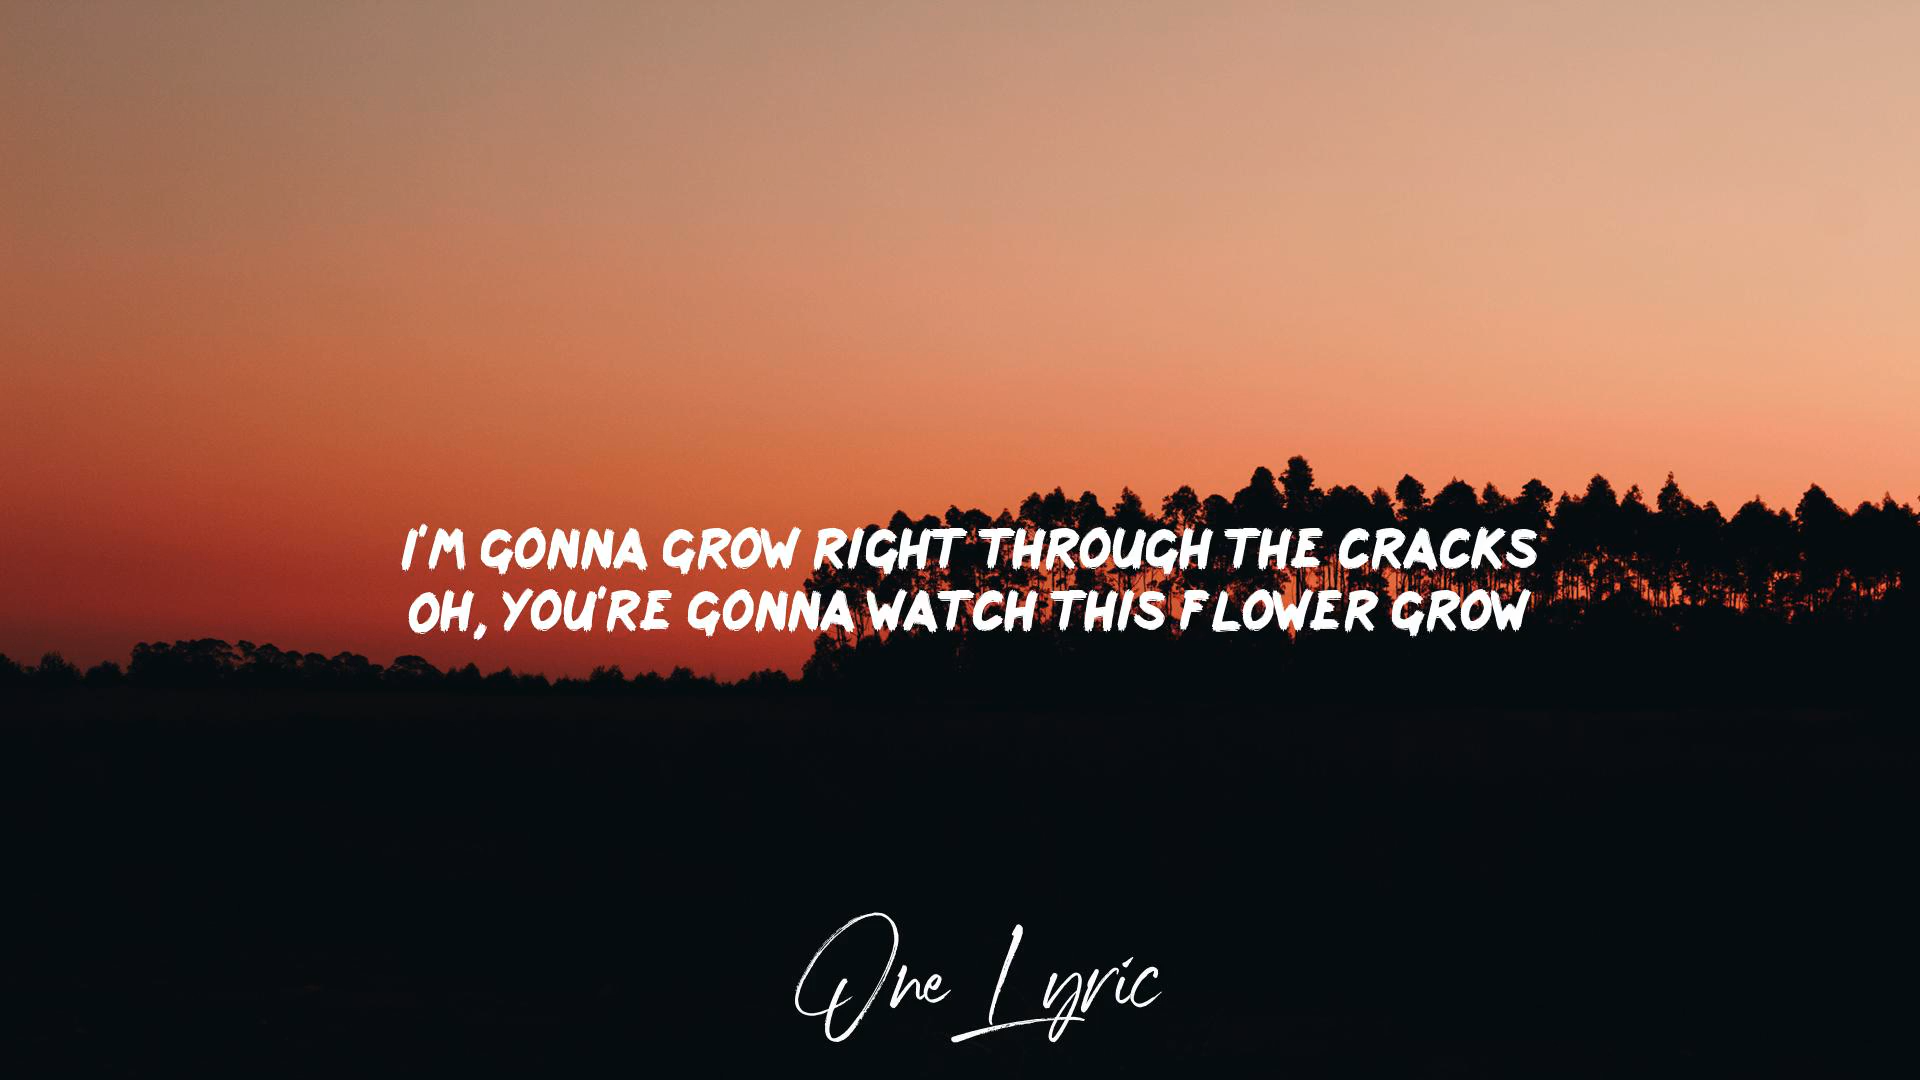 I'M GONNA GROW RIGHT THROUGH THE CRACKS
OH, YOU'RE GONNA WATCH THIS FLOWER GROW
One Lyric